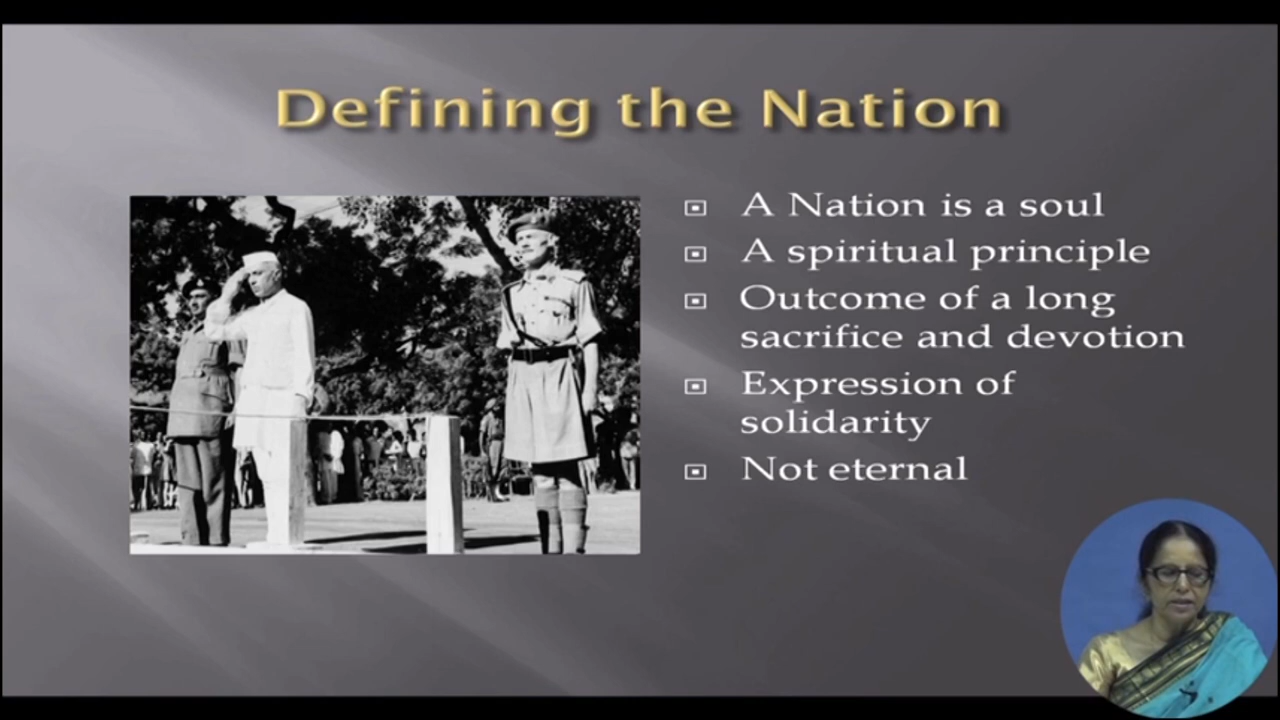 Defining the Nation
A Nation is a soul
A spiritual principle
Outcome of a long
sacrifice and devotion
Expression of
solidarity
Not eternal